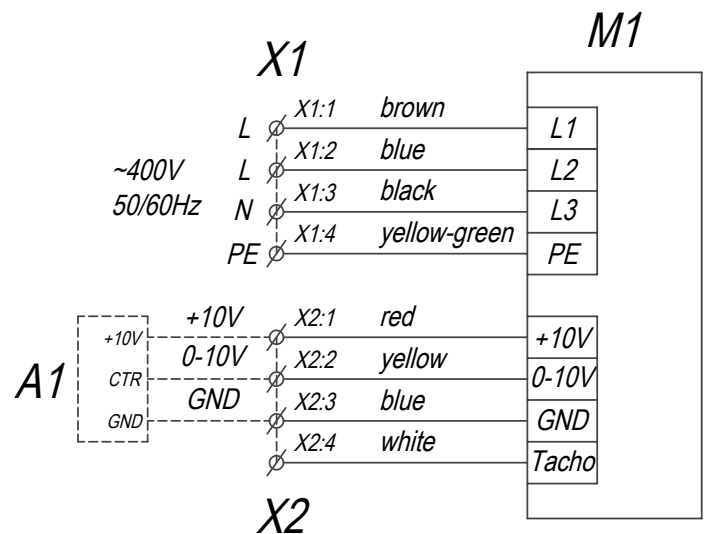 M1
X1
X1:1 brown
L L1
X1:2 blue
~400V L L2
X1:3 black
50/60Hz N L3
X1:4 yellow-green
PE PE
+10V X2:1 red
+10V +10V
0-10V X2:2 yellow
A1 CTR 0-10V
GND X2:3 blue
GND GND
X2:4 white
Tacho
X2